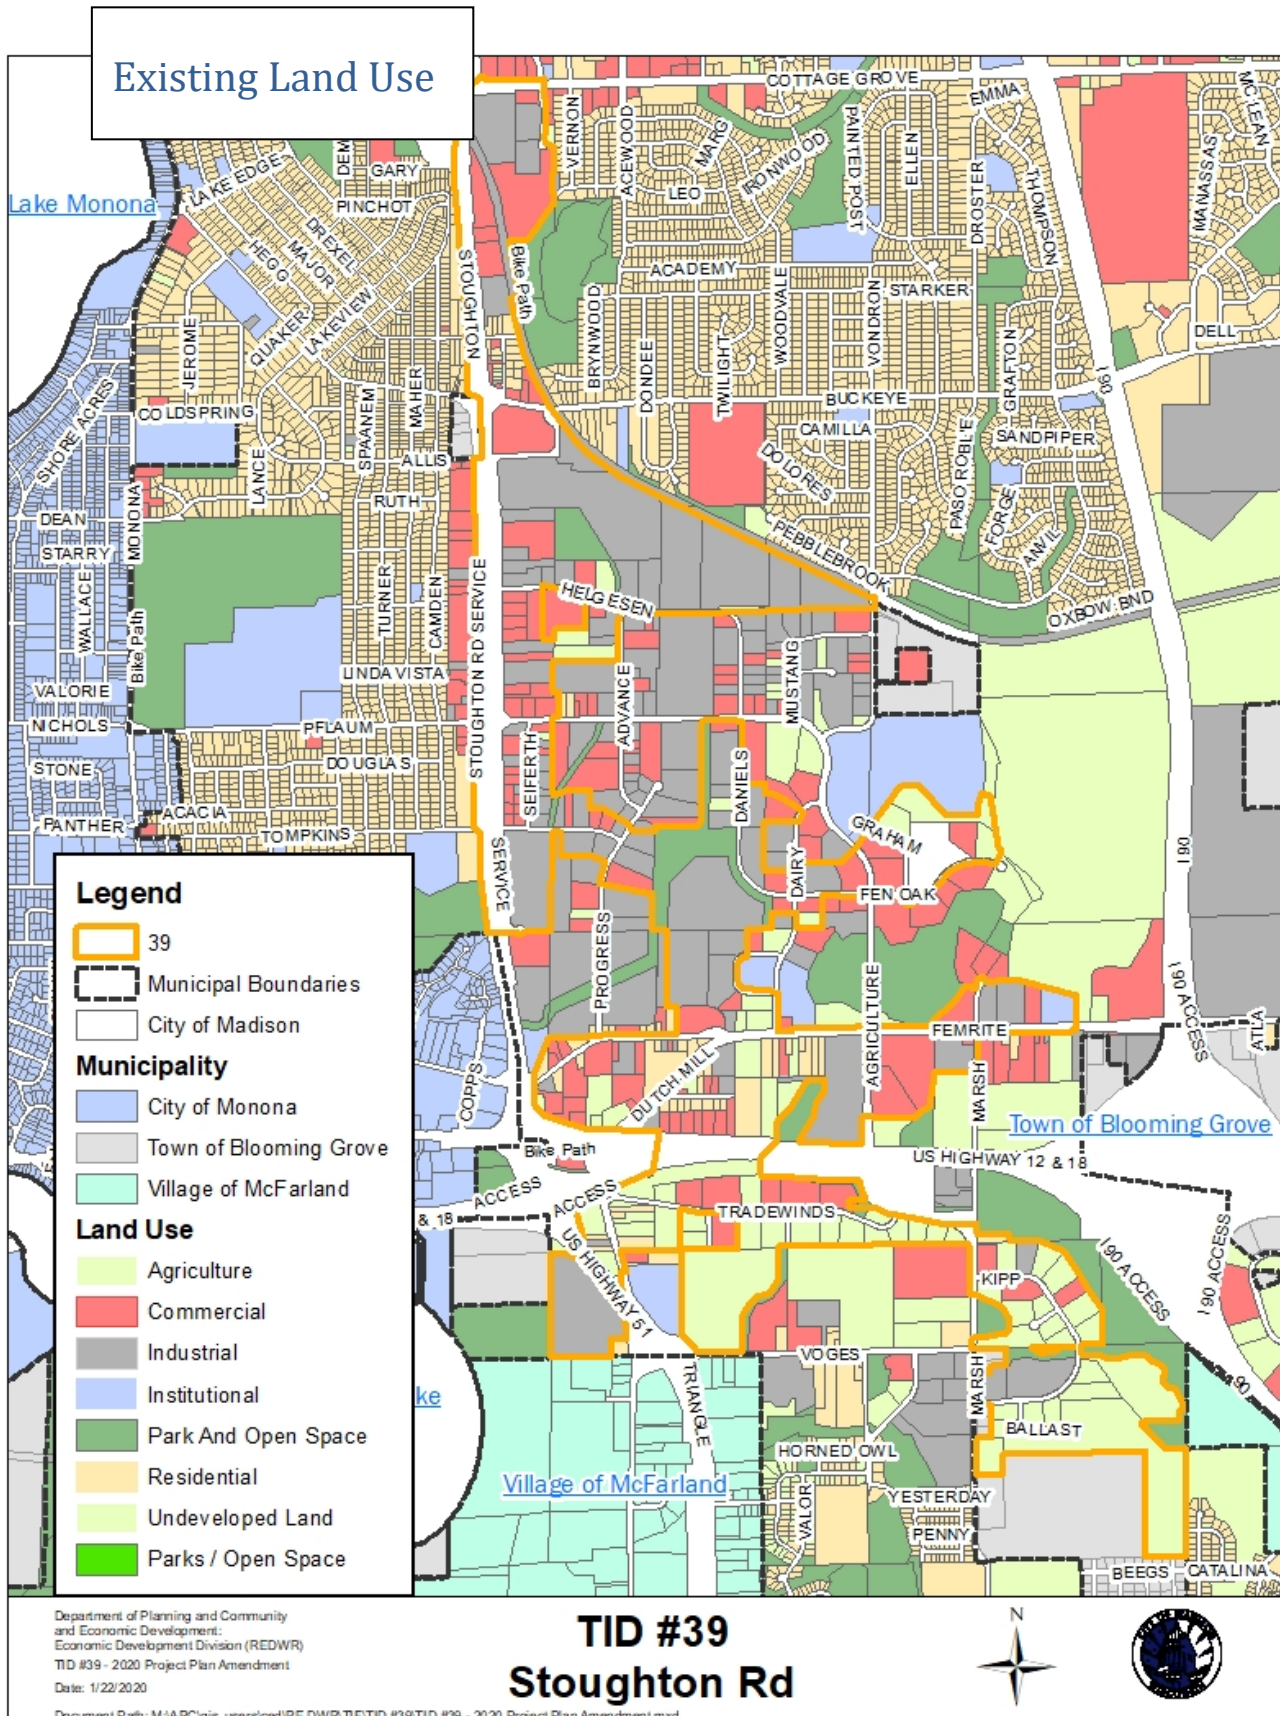 Existing Land Use
COTTAGE GROVE
EMMA
MCLEAN
VERNON
ACEWOOD
MARG
IRONWOOD
PAINTED POST
ELLEN
DROSTER
THOMPSON
MANASSAS
LAKE EDGE
GARY
PINCHOT
LEO
Lake Monona
DREXEL
MAJOR
HEGG
STOUGHTON
Bike Path
ACADEMY
WOODVALE
STARKER
VONDRON
LAKEVIEW
QUAKER
JEROME
BRYNWOOD
DONDEE
TWILIGHT
GRAFTON
DELL
I 90
SHORE ACRES
COLDSPRING
SPAANEM
MAHER
BUCKEYE
CAMILLA
SANDPIPER
LANCE
ALLIS
DOLORES
PASO ROBLE
RUTH
DEAN
MONONA
FORGE
ANVIL
STARRY
PEBBLEBROOK
WALLACE
TURNER
CAMDEN
STOUGHTON RD SERVICE
HELGESEN
OXBOW BND
Bike Path
LINDA VISTA
VALORIE
ADVANCE
MUSTANG
NICHOLS
PFLAUM
STONE
DOUGLAS
SEIFERTH
DANIELS
PANTHER
ACACIA
TOMPKINS
GRAHAM
I 90
SERVICE
DAIRY
FEN OAK
PROGRESS
AGRICULTURE
I 90 ACCESS
FEMRITE
ATLA
COPPS
DUTCH MILL
MARSH
Town of Blooming Grove
Bike Path
US HIGHWAY 12 & 18
ACCESS
ACCESS
& 18
TRADEWINDS
US HIGHWAY 51
KIPP
I 90 ACCESS
I 90 ACCESS
VOGES
MARSH
I 90
TRIANGLE
ke
BALLAST
HORNED OWL
Village of McFarland
VALOR
YESTERDAY
PENNY
BEEGS
CATALINA
Legend
39
Municipal Boundaries
City of Madison
Municipality
City of Monona
Town of Blooming Grove
Village of McFarland
Land Use
Agriculture
Commercial
Industrial
Institutional
Park And Open Space
Residential
Undeveloped Land
Parks / Open Space
Department of Planning and Community
and Economic Development:
Economic Development Division (REDWR)
TID #39 - 2020 Project Plan Amendment
Date: 1/22/2020
TID #39
Stoughton Rd
N